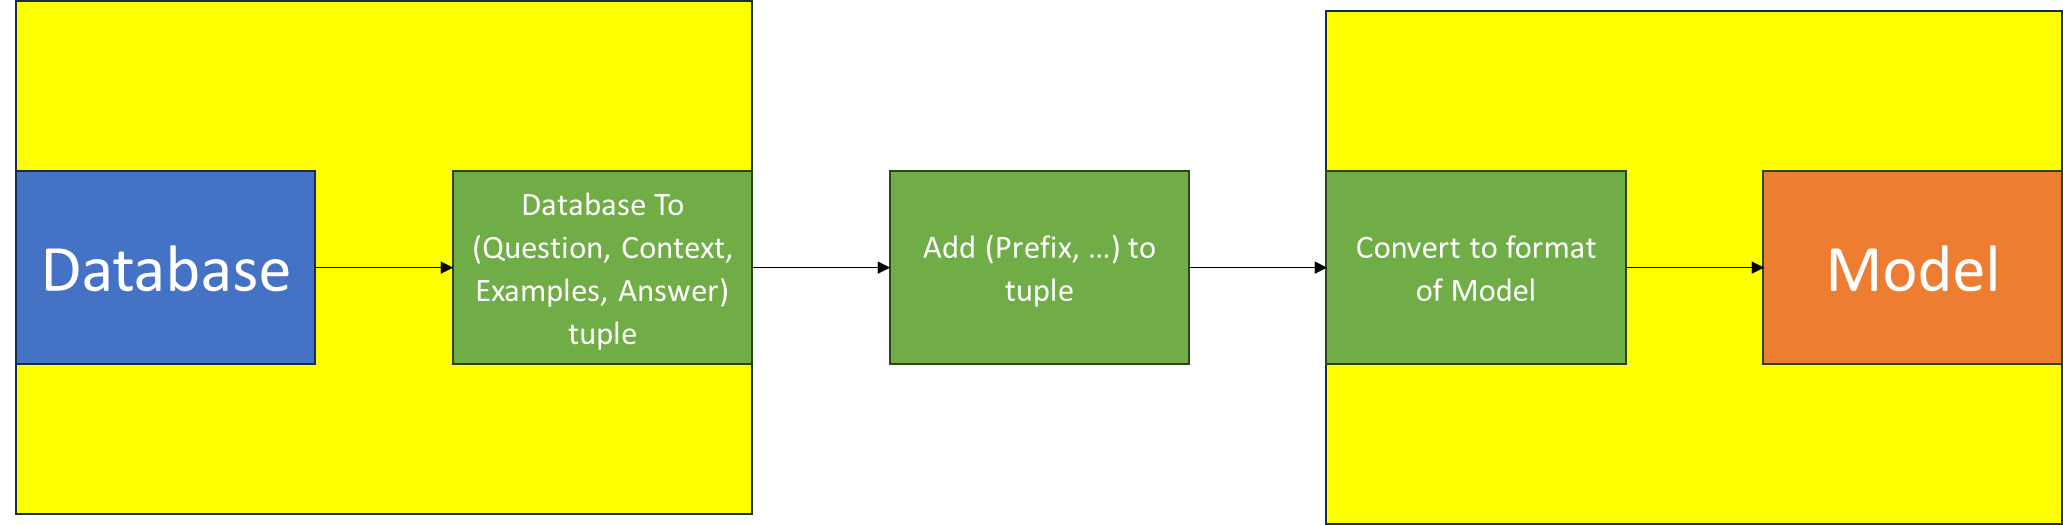 Database
Database To
(Question, Context,
Examples, Answer)
tuple
Add (Prefix, ...) to
tuple
Convert to format
of Model
Model